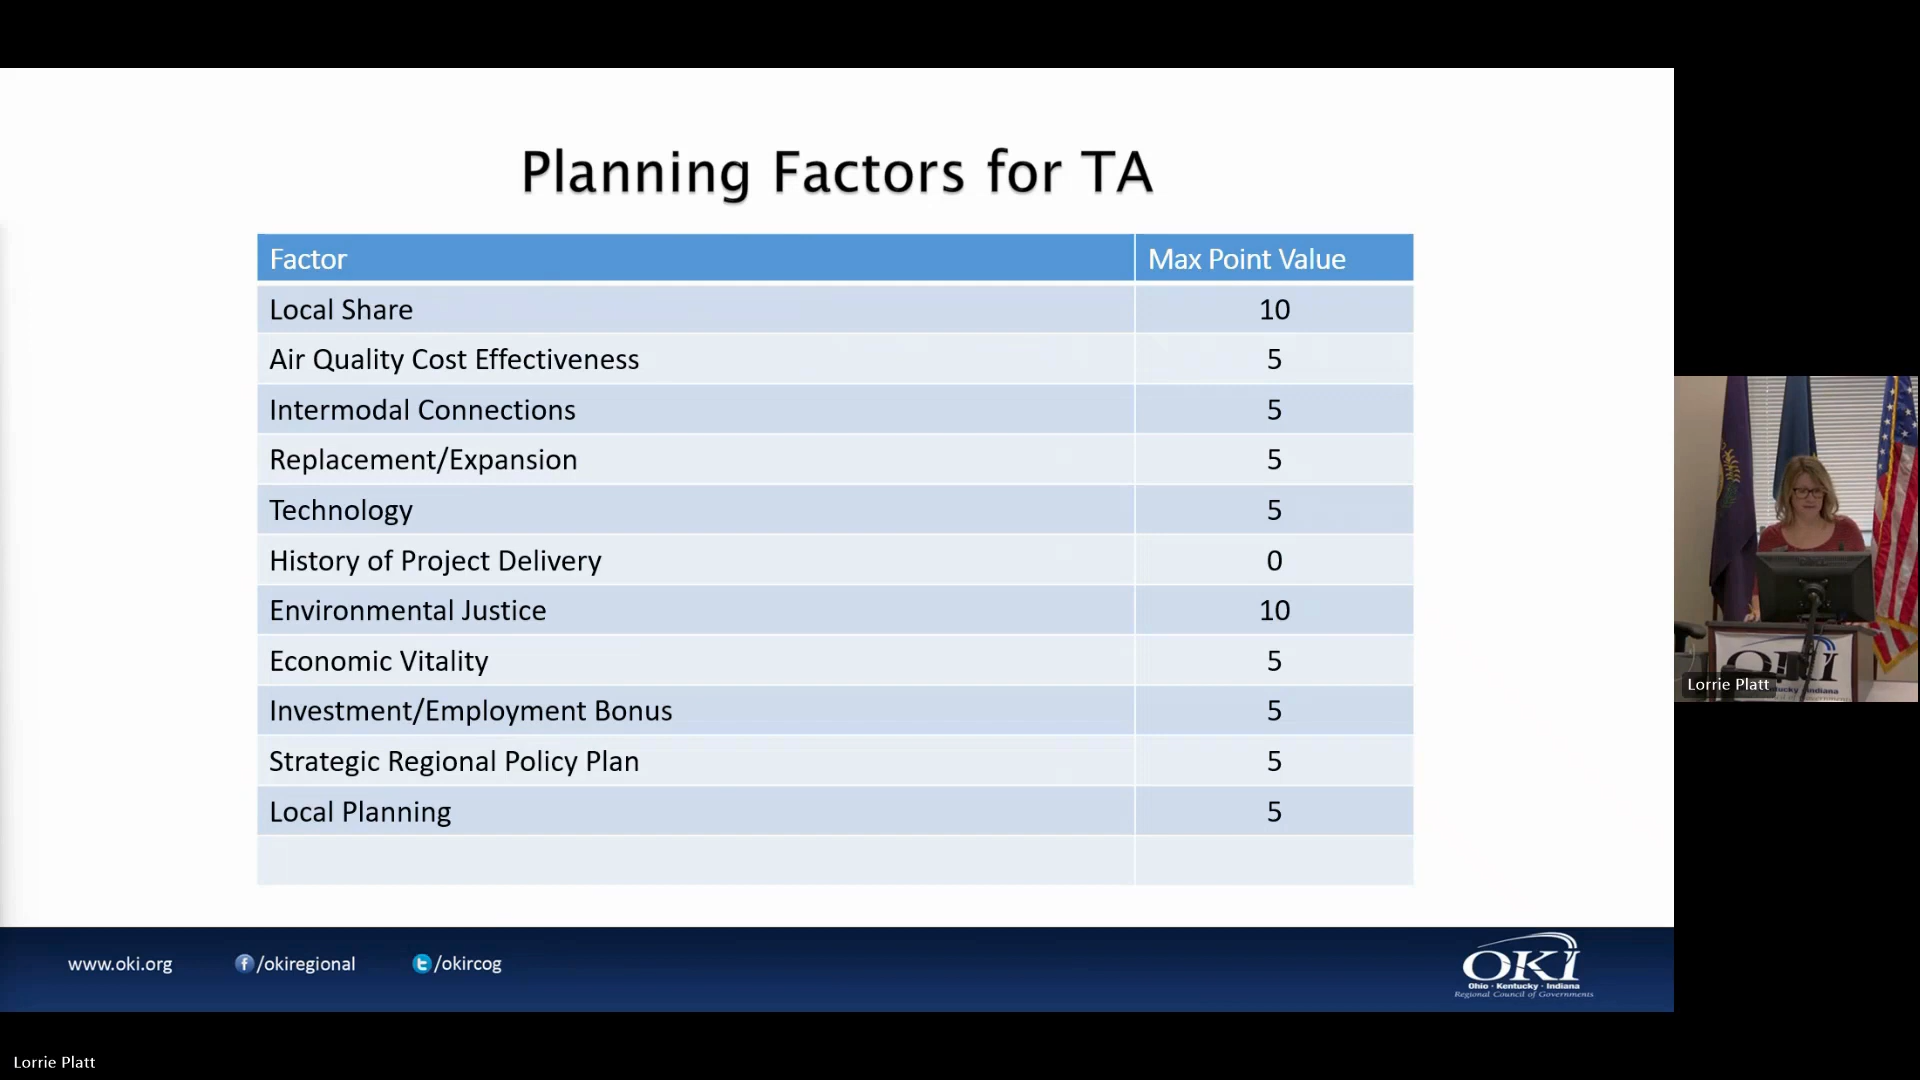 Planning Factors for TA
Factor Max Point Value
Local Share 10
Air Quality Cost Effectiveness 5
Intermodal Connections 5
Replacement/Expansion 5
Technology 5
History of Project Delivery 0
Environmental Justice 10
Economic Vitality 5
Investment/Employment Bonus 5
Strategic Regional Policy Plan 5
Local Planning 5
www.oki.org /okiregional /okircog
OKI
Ohio · Kentucky · Indiana
Regional Council of Governments
OKI
Lorrie Platt
Lorrie Platt